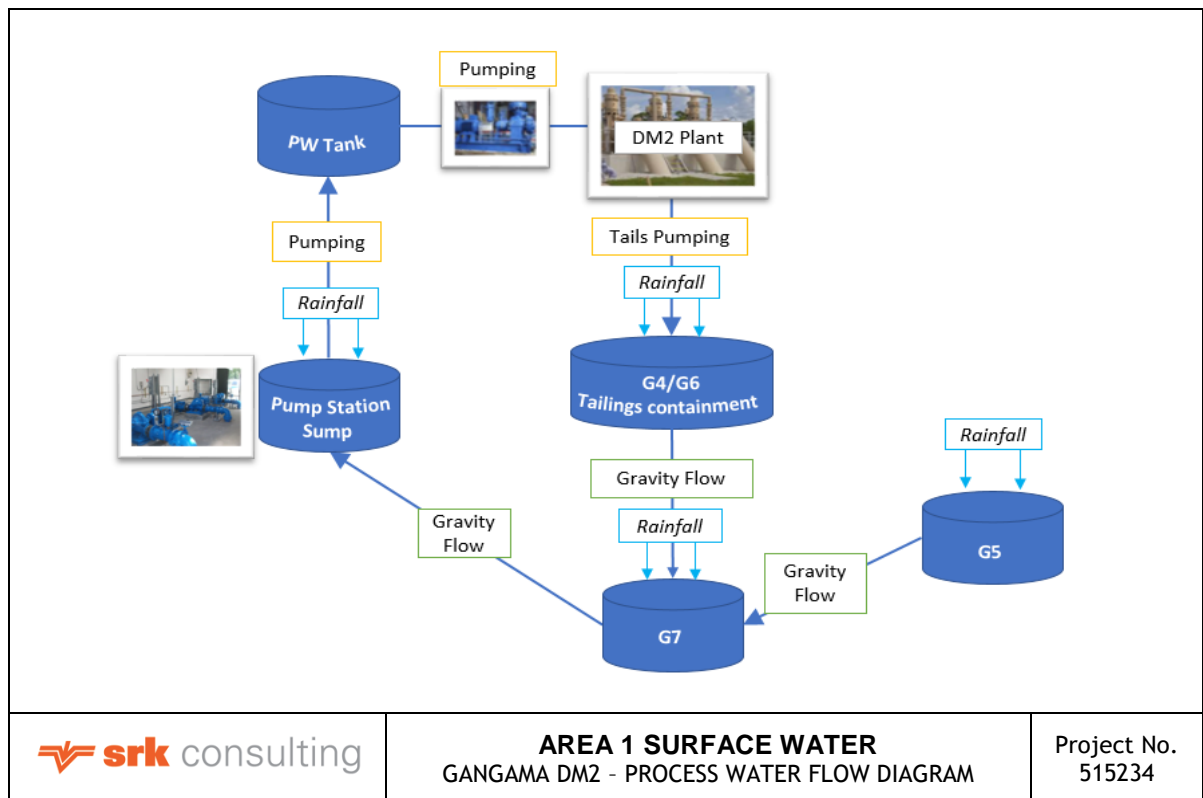 Pumping
PW Tank
DM2 Plant
Pumping
Tails Pumping
Rainfall
Rainfall
Pump Station
Sump
G4/G6
Tailings containment
Rainfall
Gravity Flow
G5
Gravity
Flow
Rainfall
Gravity
Flow
G7
srk consulting
AREA 1 SURFACE WATER
GANGAMA DM2 – PROCESS WATER FLOW DIAGRAM
Project No.
515234